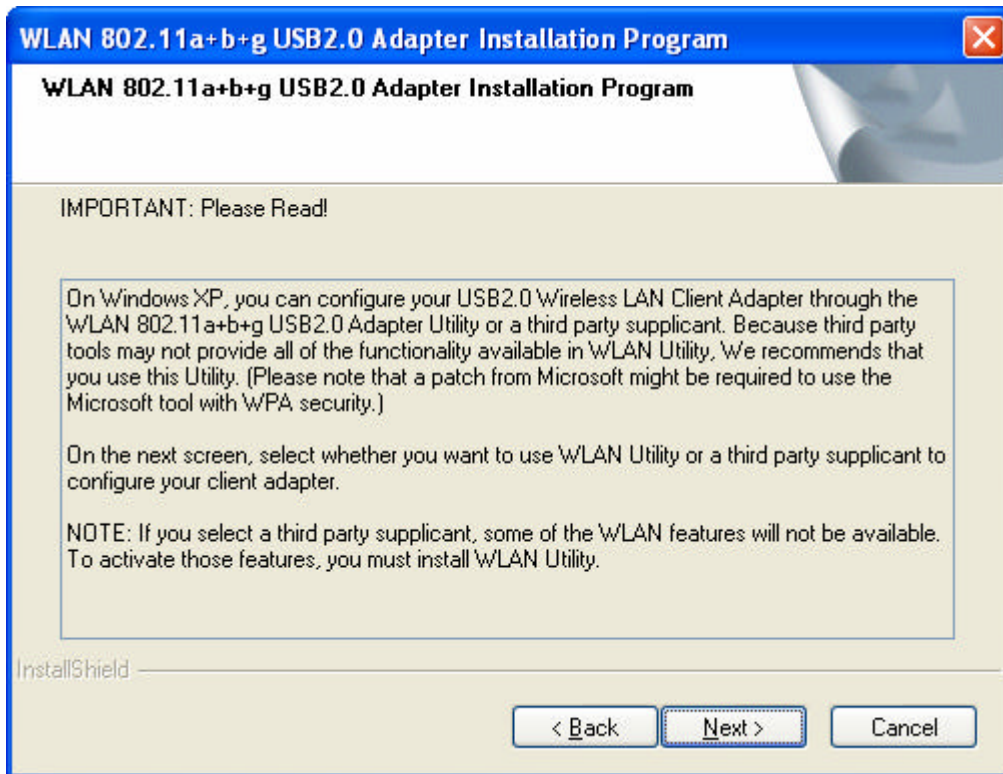 WLAN 802.11a+b+g USB2.0 Adapter Installation Program
WLAN 802.11a+b+g USB2.0 Adapter Installation Program
IMPORTANT: Please Read!
On Windows XP, you can configure your USB2.0 Wireless LAN Client Adapter through the
WLAN 802.11a+b+g USB2.0 Adapter Utility or a third party supplicant. Because third party
tools may not provide all of the functionality available in WLAN Utility, We recommends that
you use this Utility. (Please note that a patch from Microsoft might be required to use the
Microsoft tool with WPA security.)
On the next screen, select whether you want to use WLAN Utility or a third party supplicant to
configure your client adapter.
NOTE: If you select a third party supplicant, some of the WLAN features will not be available.
To activate those features, you must install WLAN Utility.
InstallShield
< Back
Next >
Cancel